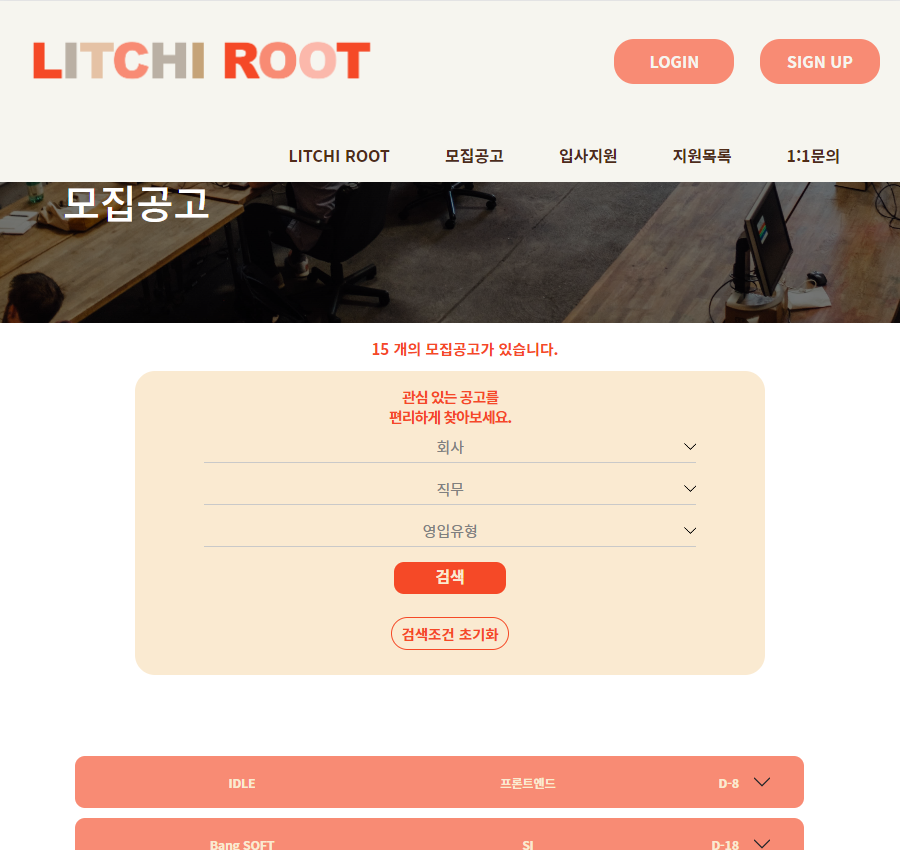 LITCHI ROOT
LOGIN
SIGN UP
LITCHI ROOT
모집공고
입사지원
지원목록
1:1문의
모집공고
15 개의 모집공고가 있습니다.
관심 있는 공고를
편리하게 찾아보세요.
회사
직무
영입유형
검색
검색조건 초기화
IDLE 프론트엔드 D-8
Bang SOFT SI D-18